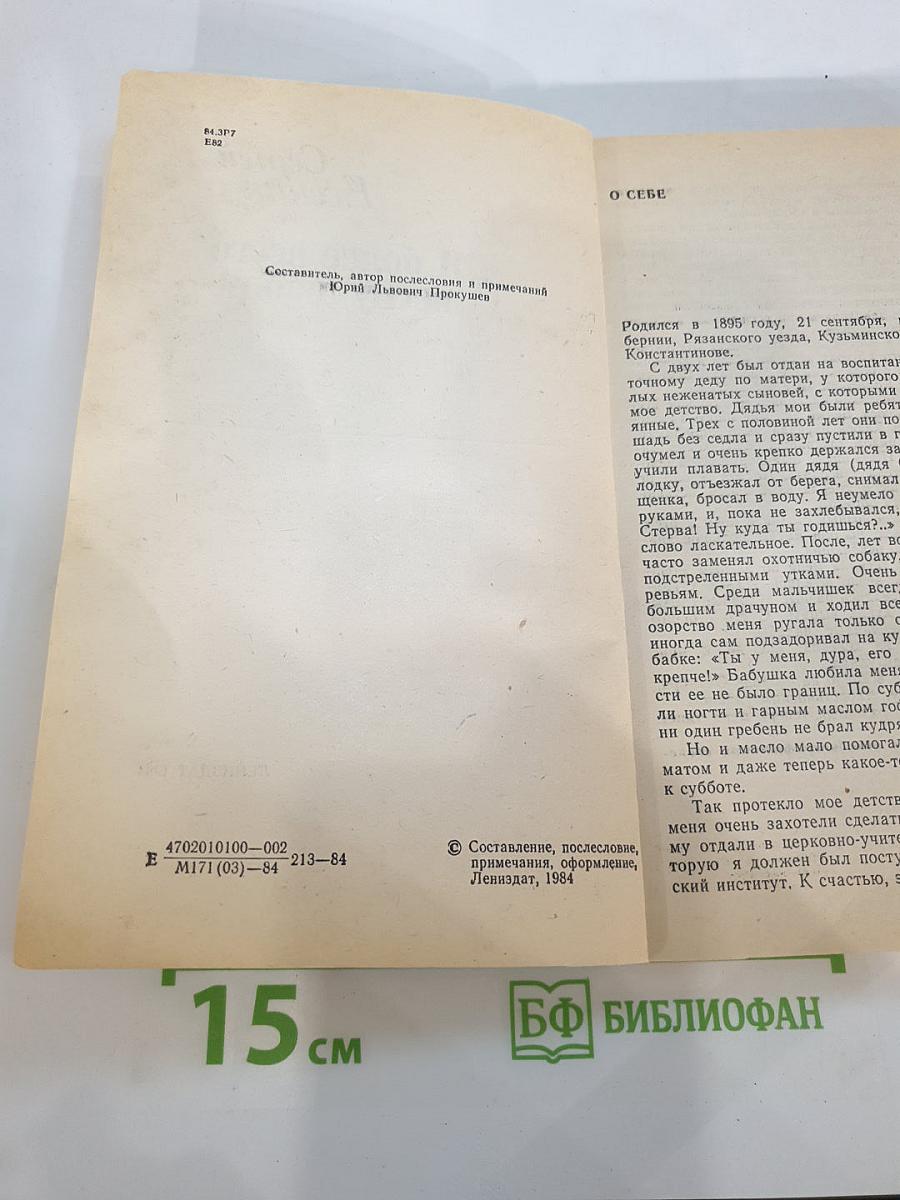 84.3Р7
Е82
Составитель, автор послесловия и примечаний
Юрий Львович Прокушев
Е 4702010100—002 213—84
М171(03)—84
© Составление, послесловие,
примечания, оформление,
Лениздат, 1984
О СЕБЕ
Родился в 1895 году, 21 сентября,
бернии, Рязанского уезда, Кузьминско
Константинове.
С двух лет был отдан на воспитан
точному деду по матери, у которого
лых неженатых сыновей, с которыми
мое детство. Дядья мои были ребят
янные. Трех с половиной лет они по
шадь без седла и сразу пустили в г
очумел и очень крепко держался за
учили плавать. Один дядя (дядя
лодку, отъезжал от берега, снимал
щенка, бросал в воду. Я неумело
руками, и, пока не захлебывался,
Стерва! Ну куда ты годишься?..»
слово ласкательное. После, лет во
часто заменял охотничью собаку,
подстреленными утками. Очень
ревьям. Среди мальчишек всег
большим драчуном и ходил все
озорство меня ругала только
иногда сам подзадоривал на ку
бабке: «Ты у меня, дура, его
крепче!» Бабушка любила меня
сти ее не было границ. По суб
ли ногти и гарным маслом го
ни один гребень не брал кудря
Но и масло мало помогал
матом и даже теперь какое-т
к субботе.
Так протекло мое детств
меня очень захотели сделат
му отдали в церковно-учите
торую я должен был посту
ский институт. К счастью,
15 см
БФ БИБЛИОФАН